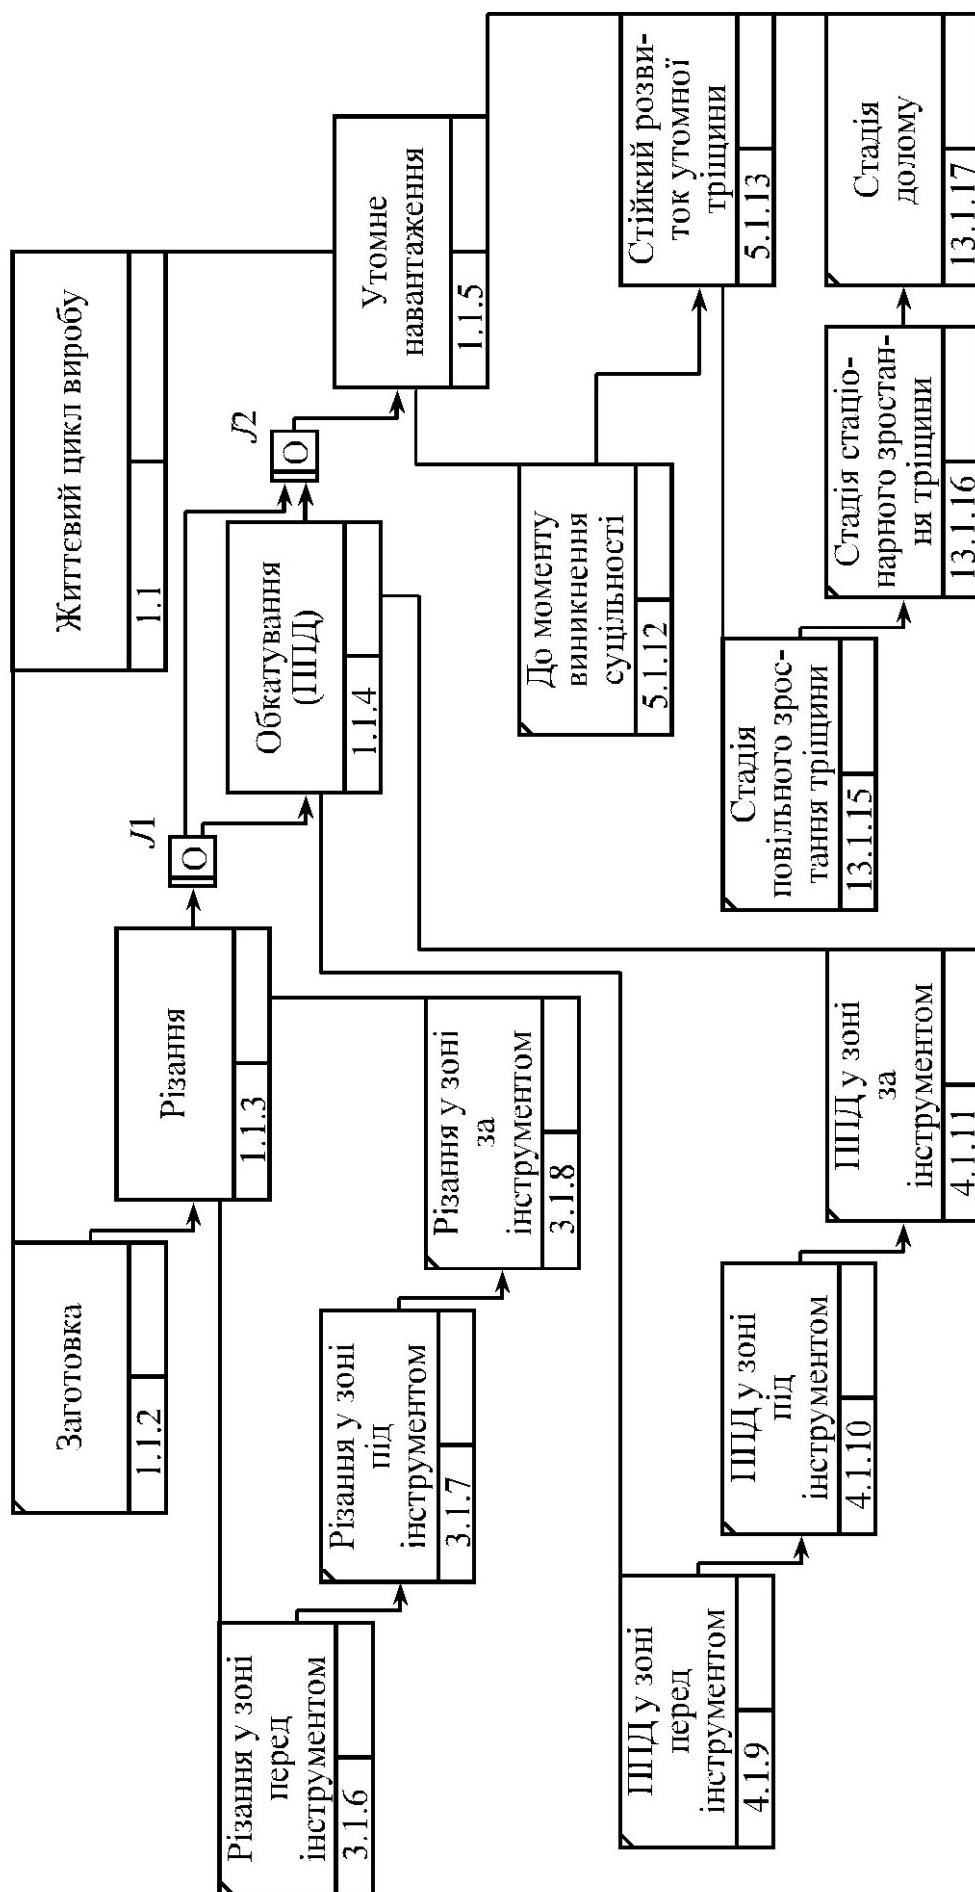 Життєвий цикл виробу
1.1
Заготовка
1.1.2
Різання
1.1.3
J1
O
Обкатування
(ППД)
1.1.4
J2
O
Утомне
навантаження
1.1.5
Різання у зоні
перед
інструментом
3.1.6
Різання у зоні
під
інструментом
3.1.7
Різання у зоні
за
інструментом
3.1.8
До моменту
виникнення
суцільності
5.1.12
Стійкий розви-
ток утомної
тріщини
5.1.13
ППД у зоні
перед
інструментом
4.1.9
ППД у зоні
під
інструментом
4.1.10
ППД у зоні
за
інструментом
4.1.11
Стадія
повільного зрос-
тання тріщини
13.1.15
Стадія стаціо-
нарного зростан-
ня тріщини
13.1.16
Стадія
долому
13.1.17